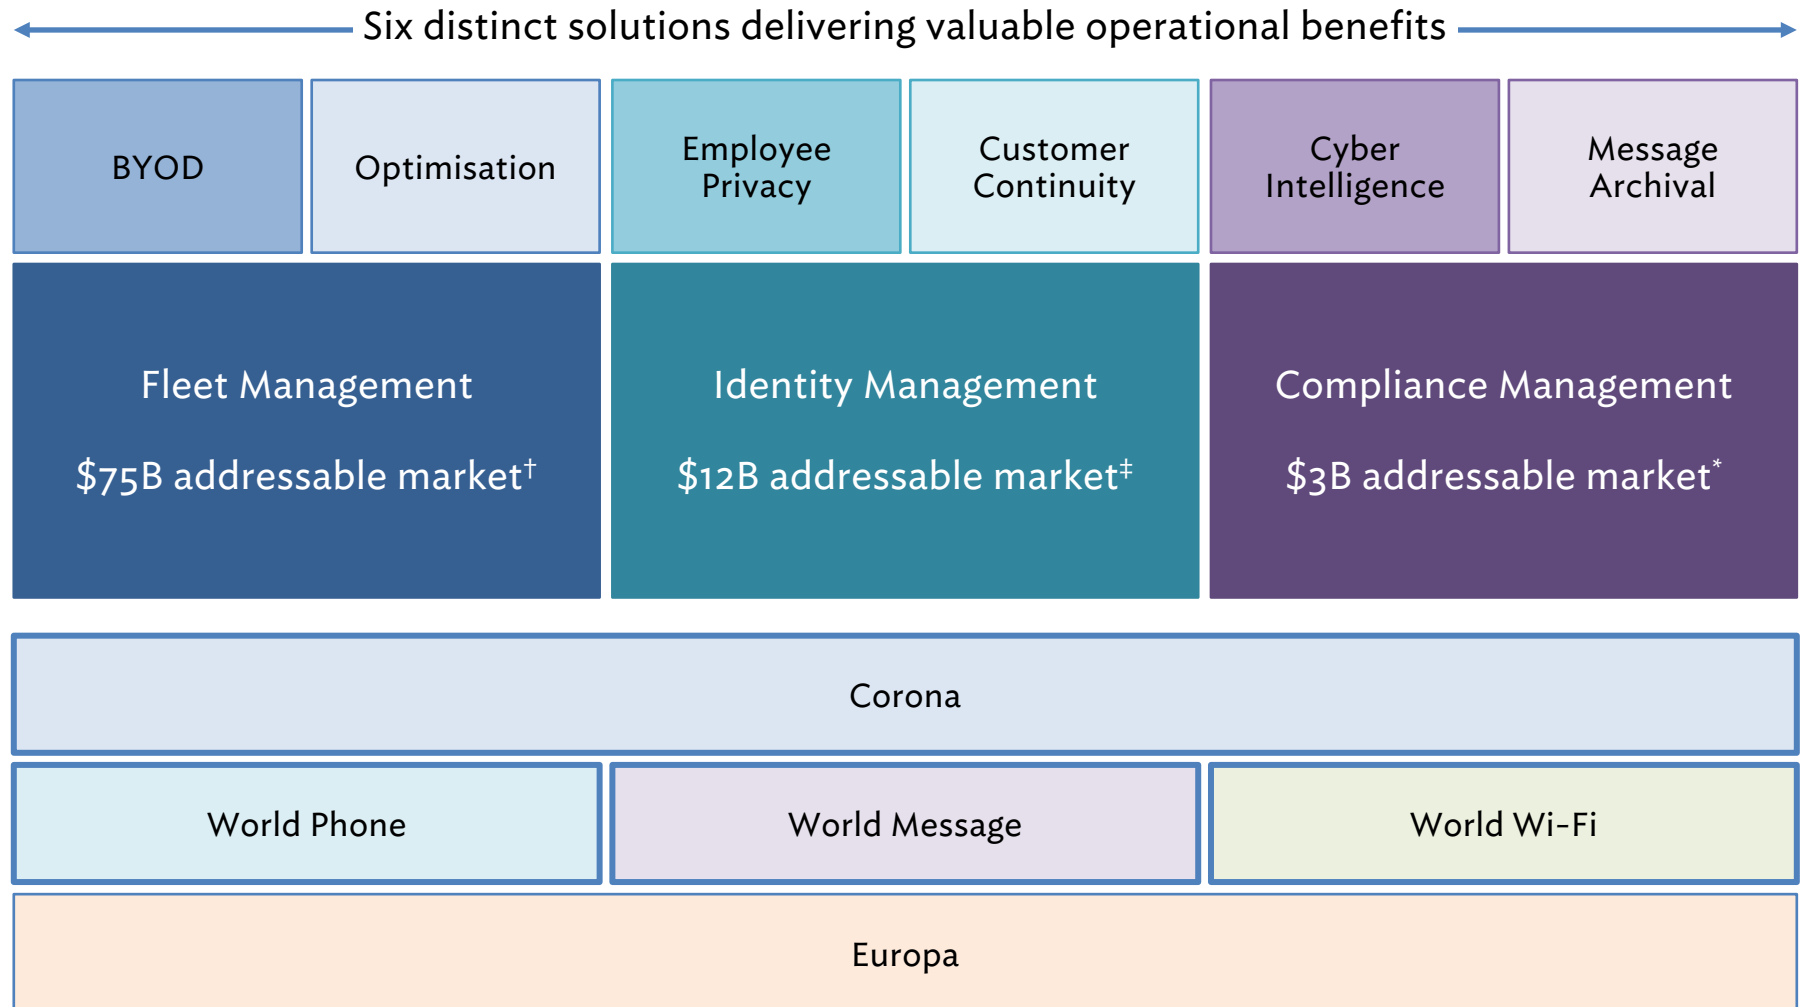 Six distinct solutions delivering valuable operational benefits
BYOD
Optimisation
Employee
Privacy
Customer
Continuity
Cyber
Intelligence
Message
Archival
Fleet Management
$75B addressable market†
Identity Management
$12B addressable market‡
Compliance Management
$3B addressable market*
Corona
World Phone
World Message
World Wi-Fi
Europa